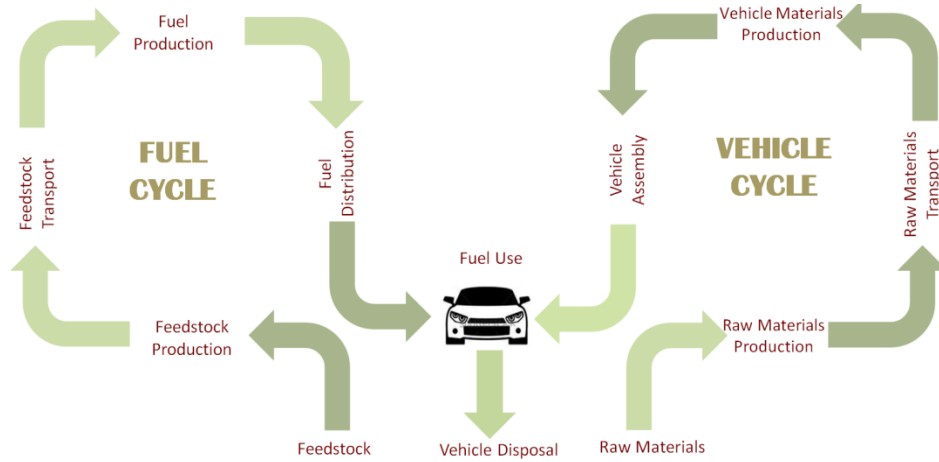 Fuel
Production
FUEL
CYCLE
Feedstock
Transport
Fuel
Distribution
Feedstock
Production
Feedstock
Fuel Use
Vehicle Disposal
Vehicle Materials
Production
VEHICLE
CYCLE
Vehicle
Assembly
Raw Materials
Transport
Raw Materials
Production
Raw Materials